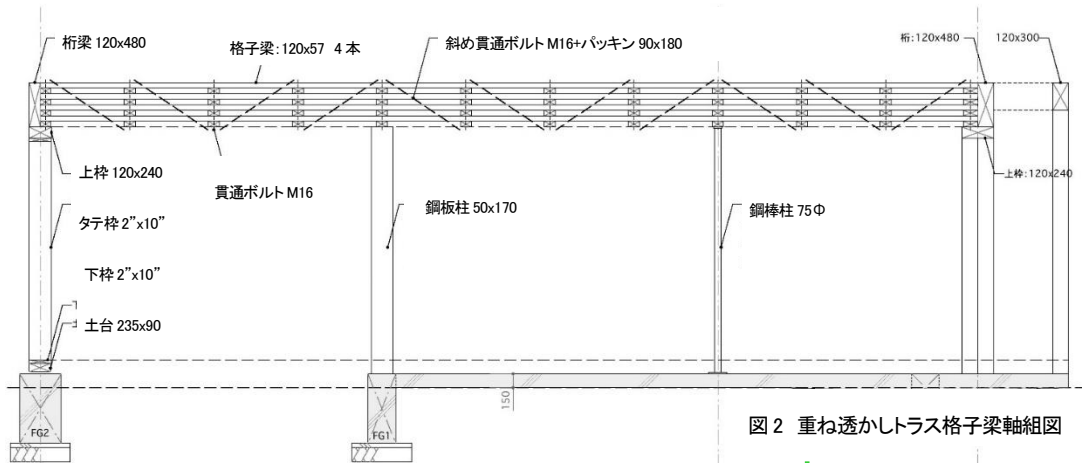 桁梁 120x480
格子梁：120x57 4 本
斜め貫通ボルト M16+パッキン 90x180
桁:120x480
120x300
上枠 120x240
貫通ボルト M16
上枠:120x240
タテ枠 2”x10”
鋼板柱 50x170
鋼棒柱 75Φ
下枠 2”x10”
土台 235x90
150
FG2
FG1
図 2 重ね透かしトラス格子梁軸組図